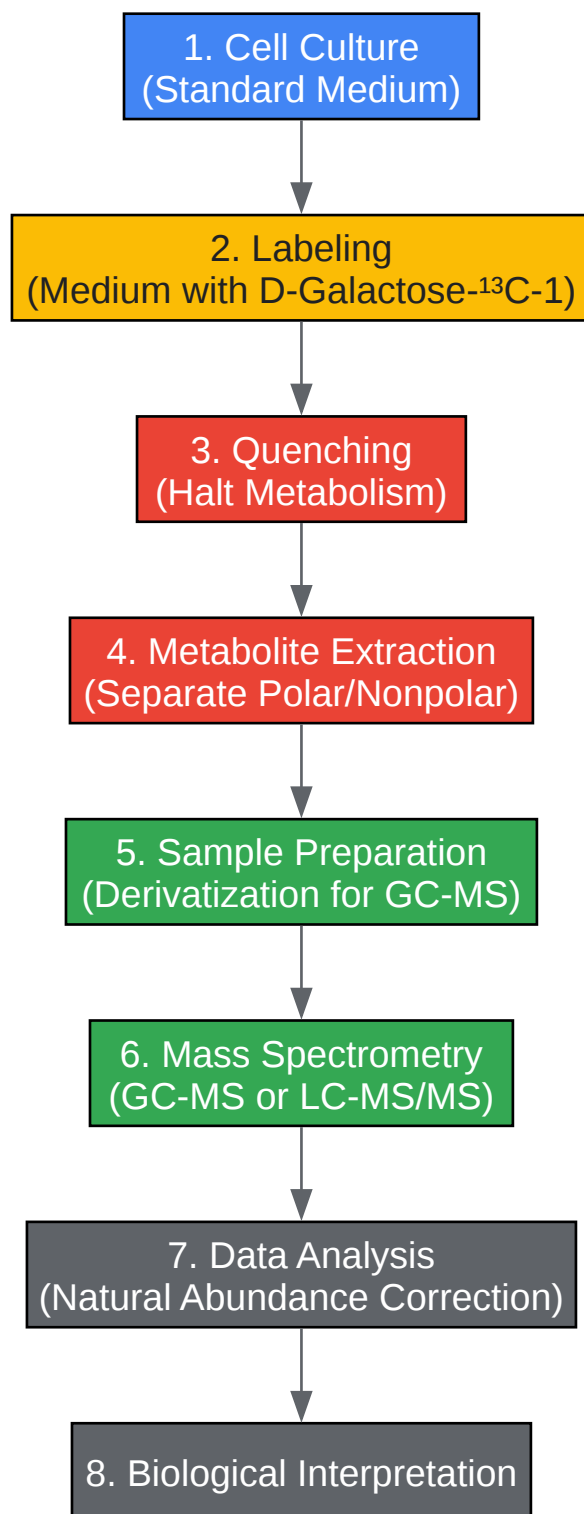 1. Cell Culture
(Standard Medium)
2. Labeling
(Medium with D-Galactose-¹³C-1)
3. Quenching
(Halt Metabolism)
4. Metabolite Extraction
(Separate Polar/Nonpolar)
5. Sample Preparation
(Derivatization for GC-MS)
6. Mass Spectrometry
(GC-MS or LC-MS/MS)
7. Data Analysis
(Natural Abundance Correction)
8. Biological Interpretation